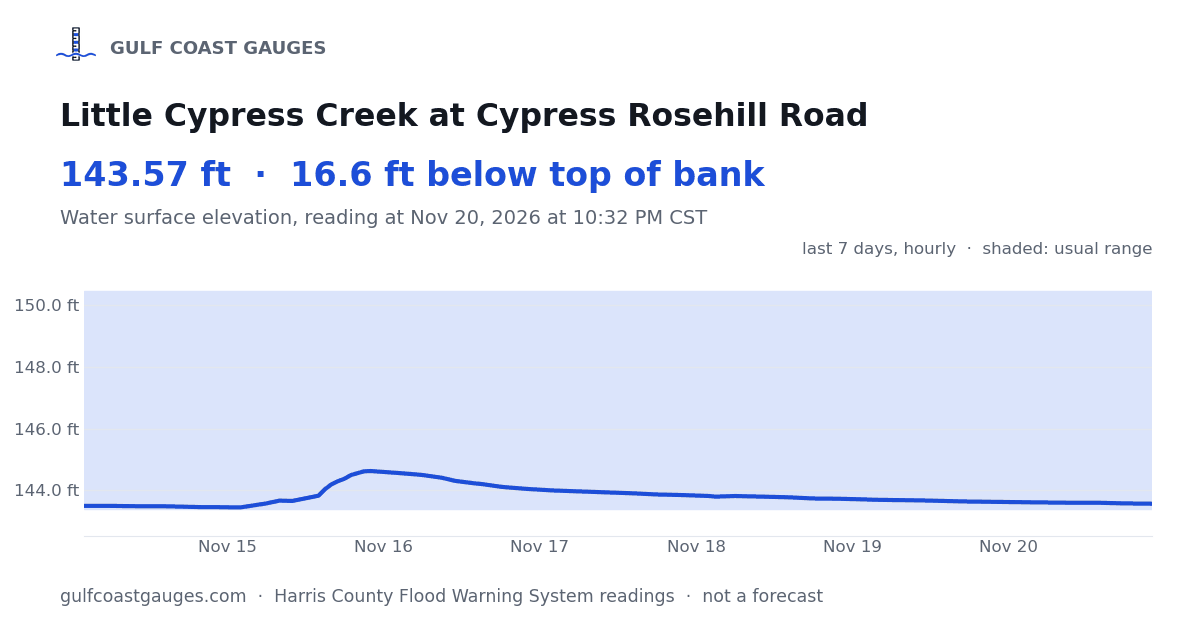 GULF COAST GAUGES
Little Cypress Creek at Cypress Rosehill Road
143.57 ft · 16.6 ft below top of bank
Water surface elevation, reading at Nov 20, 2026 at 10:32 PM CST
last 7 days, hourly · shaded: usual range
150.0 ft
148.0 ft
146.0 ft
144.0 ft
Nov 15 Nov 16 Nov 17 Nov 18 Nov 19 Nov 20
gulfcoastgauges.com · Harris County Flood Warning System readings · not a forecast